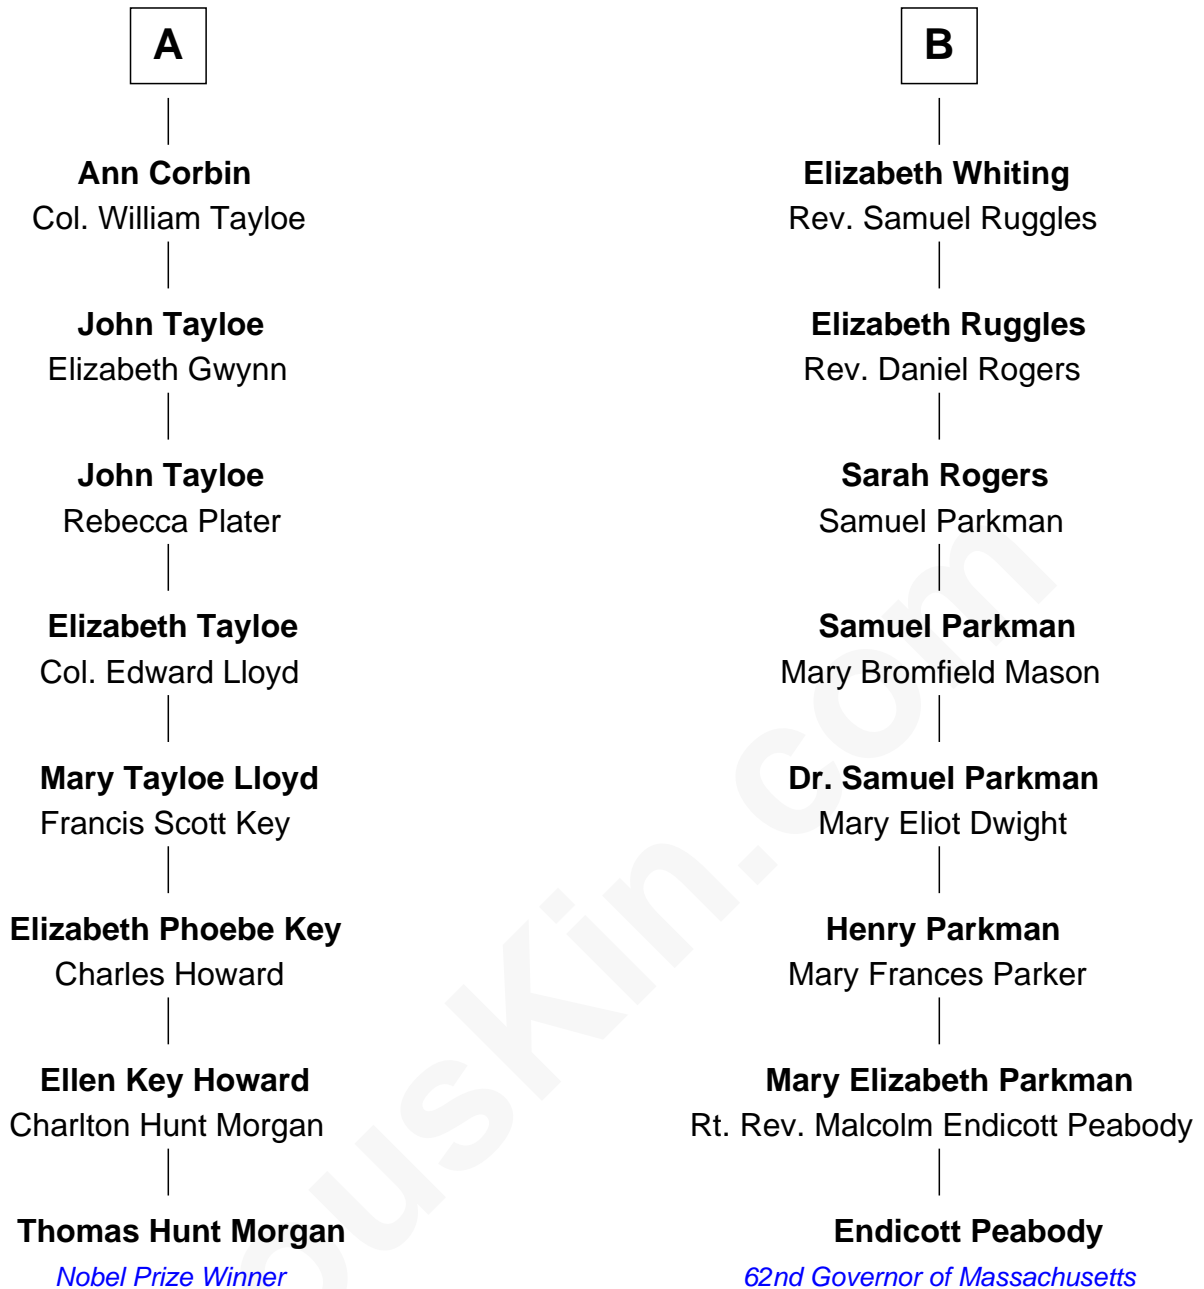 A
Ann Corbin
Col. William Tayloe
John Tayloe
Elizabeth Gwynn
John Tayloe
Rebecca Plater
Elizabeth Tayloe
Col. Edward Lloyd
Mary Tayloe Lloyd
Francis Scott Key
Elizabeth Phoebe Key
Charles Howard
Ellen Key Howard
Charlton Hunt Morgan
Thomas Hunt Morgan
Nobel Prize Winner
B
Elizabeth Whiting
Rev. Samuel Ruggles
Elizabeth Ruggles
Rev. Daniel Rogers
Sarah Rogers
Samuel Parkman
Samuel Parkman
Mary Bromfield Mason
Dr. Samuel Parkman
Mary Eliot Dwight
Henry Parkman
Mary Frances Parker
Mary Elizabeth Parkman
Rt. Rev. Malcolm Endicott Peabody
Endicott Peabody
62nd Governor of Massachusetts
ousKin.com